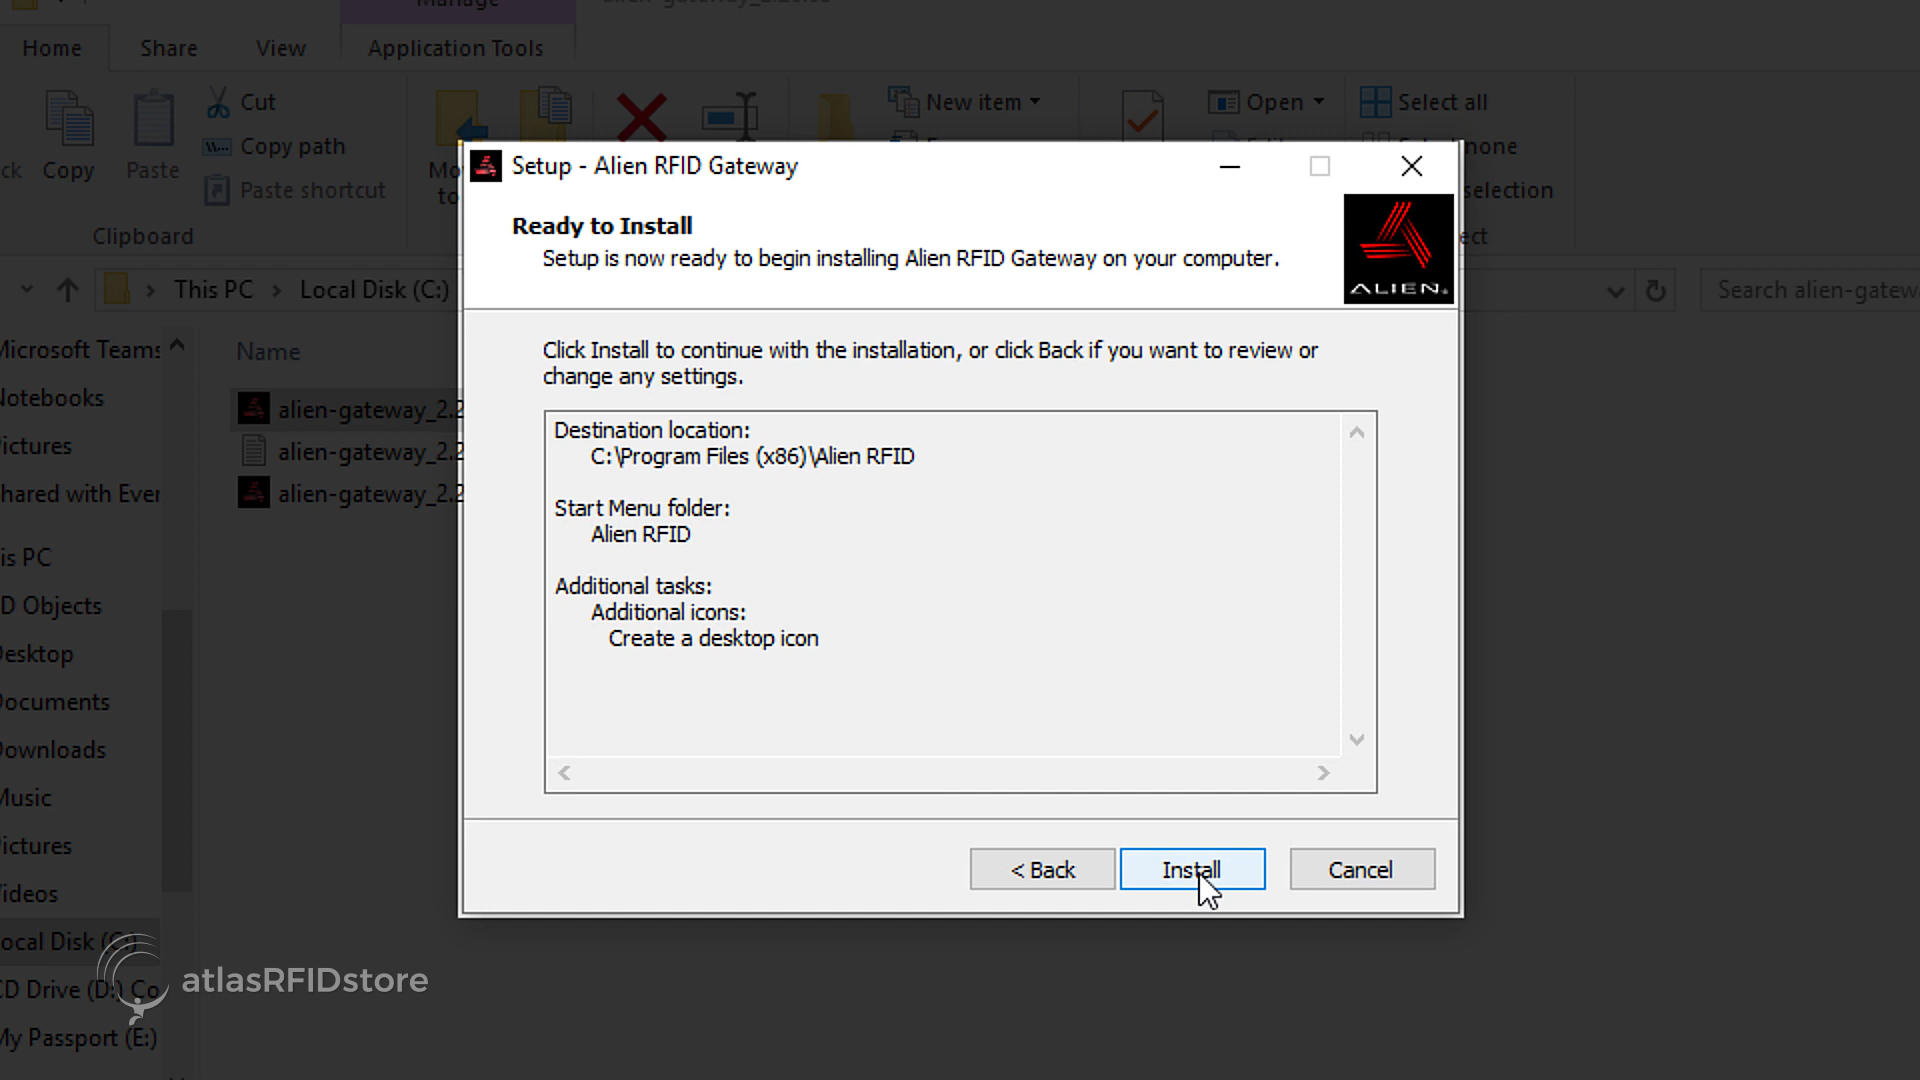 Manage
Home
Share
View
Application Tools
Copy
Paste
Cut
Copy path
Paste shortcut
Clipboard
New item
Open
Select all
selection
This PC
Local Disk (C:)
Microsoft Teams
Notebooks
Pictures
Documents
Downloads
Music
Pictures
Videos
Local Disk (C:)
My Passport (E:)
Desktop
Name
alien-gateway_2.2
alien-gateway_2.2
alien-gateway_2.2
Search alien-gatew
Setup - Alien RFID Gateway
Ready to Install
Setup is now ready to begin installing Alien RFID Gateway on your computer.
ALIEN.
Click Install to continue with the installation, or click Back if you want to review or
change any settings.
Destination location:
C:\Program Files (x86)\Alien RFID
Start Menu folder:
Alien RFID
Additional tasks:
Additional icons:
Create a desktop icon
< Back
Install
Cancel
atlasRFIDstore